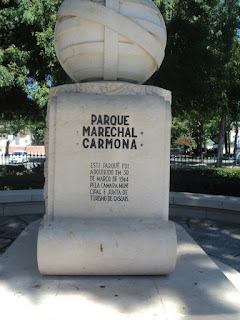 PARQUE
MARECHAL
· CARMONA ·
ESTE PARQUE FOI
ADQUIRIDO EM 30
DE MARÇO DE 1944
PELA CAMARA MUNI
CIPAL E JUNTA DE
TURISMO DE CASCAIS